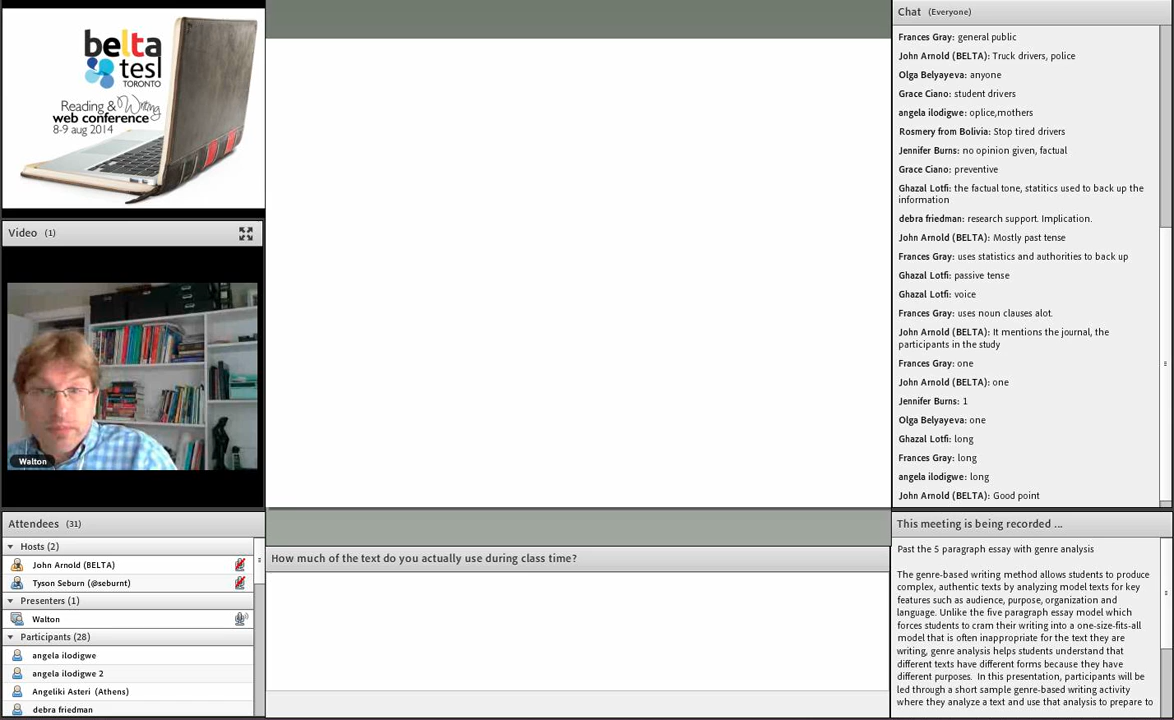 belta
tesl
TORONTO
Reading & Writing
web conference
8-9 aug 2014
Video (1)
Walton
Attendees (31)
Hosts (2)
John Arnold (BELTA)
Tyson Seburn (@seburnt)
Presenters (1)
Walton
Participants (28)
angela ilodigwe
angela ilodigwe 2
Angeliki Asteri (Athens)
debra friedman
How much of the text do you actually use during class time?
Chat (Everyone)
Frances Gray: general public
John Arnold (BELTA): Truck drivers, police
Olga Belyayeva: anyone
Grace Ciano: student drivers
angela ilodigwe: oplice,mothers
Rosmery from Bolivia: Stop tired drivers
Jennifer Burns: no opinion given, factual
Grace Ciano: preventive
Ghazal Lotfi: the factual tone, statitics used to back up the
information
debra friedman: research support. Implication.
John Arnold (BELTA): Mostly past tense
Frances Gray: uses statistics and authorities to back up
Ghazal Lotfi: passive tense
Ghazal Lotfi: voice
Frances Gray: uses noun clauses alot.
John Arnold (BELTA): It mentions the journal, the
participants in the study
Frances Gray: one
John Arnold (BELTA): one
Jennifer Burns: 1
Olga Belyayeva: one
Ghazal Lotfi: long
Frances Gray: long
angela ilodigwe: long
John Arnold (BELTA): Good point
This meeting is being recorded ...
Past the 5 paragraph essay with genre analysis
The genre-based writing method allows students to produce
complex, authentic texts by analyzing model texts for key
features such as audience, purpose, organization and
language. Unlike the five paragraph essay model which
forces students to cram their writing into a one-size-fits-all
model that is often inappropriate for the text they are
writing, genre analysis helps students understand that
different texts have different forms because they have
different purposes.  In this presentation, participants will be
led through a short sample genre-based writing activity
where they analyze a text and use that analysis to prepare to